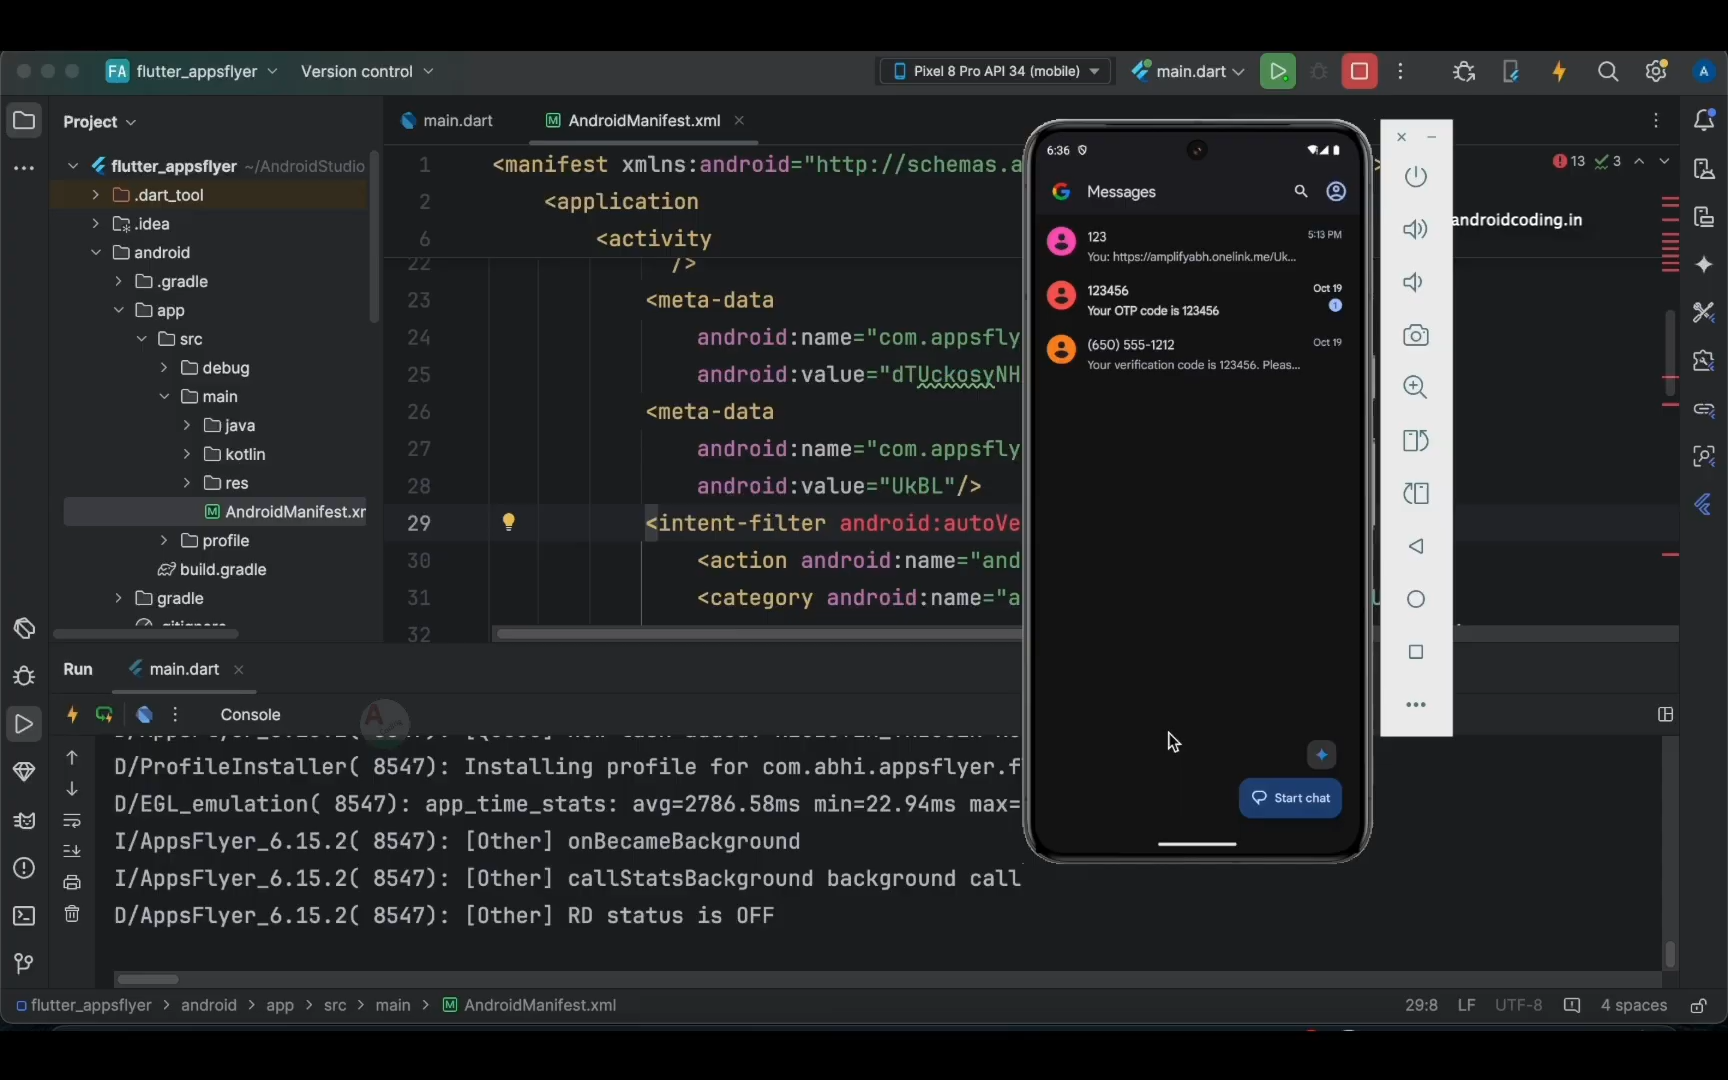 FA flutter_appsflyer
Version control
Pixel 8 Pro API 34 (mobile)
main.dart
A
Project
main.dart
AndroidManifest.xml
flutter_appsflyer ~/AndroidStudio
.dart_tool
.idea
android
.gradle
app
src
debug
main
java
kotlin
res
AndroidManifest.xr
profile
build.gradle
gradle
.gitignore
1 <manifest xmlns:android="http://schemas.a
2 <application
6 <activity
22 />
23 <meta-data
24 android:name="com.appsfly
25 android:value="dTUckosyNH
26 <meta-data
27 android:name="com.appsfly
28 android:value="UkBL"/>
29 <intent-filter android:autoVe
30 <action android:name="and
31 <category android:name="a
32
13 3
androidcoding.in
6:36
Messages
123 5:13 PM
You: https://amplifyabh.onelink.me/Uk...
123456 Oct 19
Your OTP code is 123456 1
(650) 555-1212 Oct 19
Your verification code is 123456. Pleas...
Start chat
Run main.dart
Console
D/ProfileInstaller( 8547): Installing profile for com.abhi.appsflyer.f
D/EGL_emulation( 8547): app_time_stats: avg=2786.58ms min=22.94ms max=
I/AppsFlyer_6.15.2( 8547): [Other] onBecameBackground
I/AppsFlyer_6.15.2( 8547): [Other] callStatsBackground background call
D/AppsFlyer_6.15.2( 8547): [Other] RD status is OFF
flutter_appsflyer > android > app > src > main > AndroidManifest.xml
29:8 LF UTF-8 4 spaces